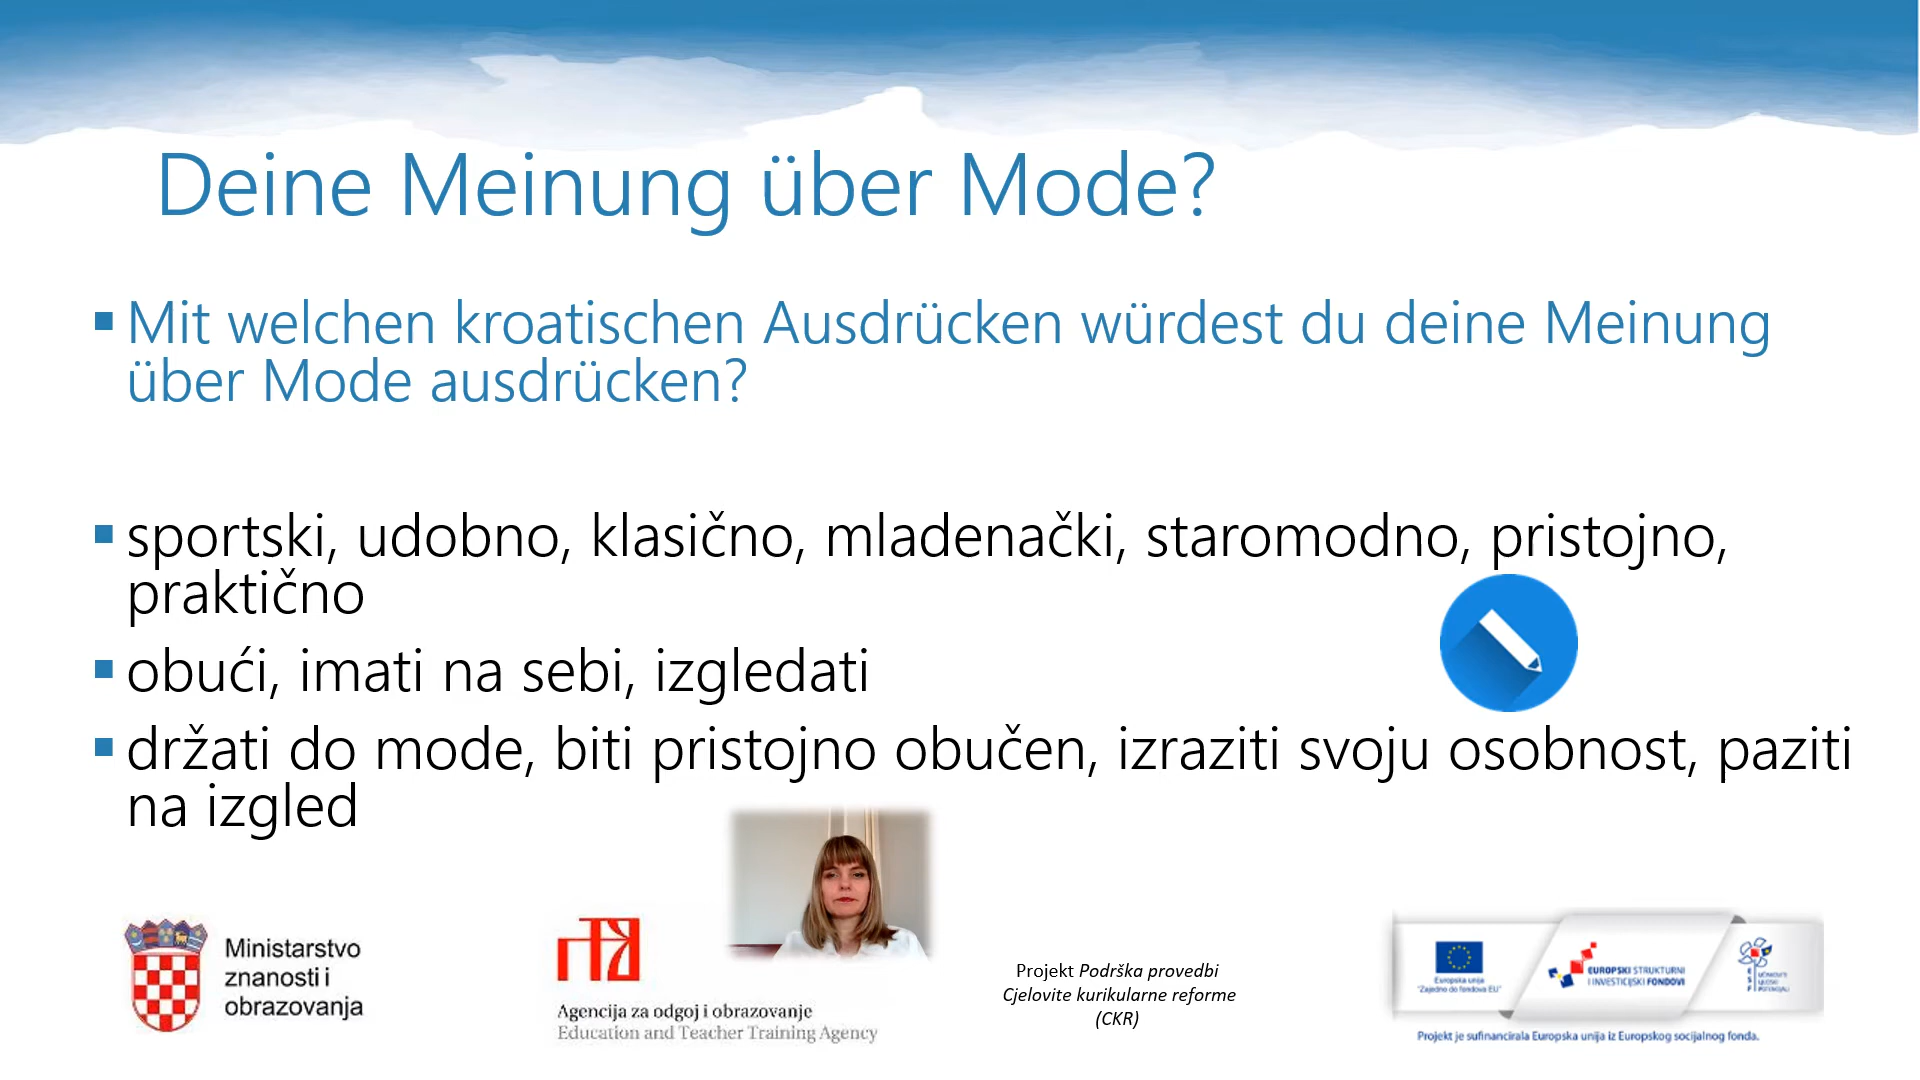 Deine Meinung über Mode?
Mit welchen kroatischen Ausdrücken würdest du deine Meinung
über Mode ausdrücken?
sportski, udobno, klasično, mladenački, staromodno, pristojno,
praktično
obući, imati na sebi, izgledati
držati do mode, biti pristojno obučen, izraziti svoju osobnost, paziti
na izgled
Ministarstvo
znanosti i
obrazovanja
Agencija za odgoj i obrazovanje
Education and Teacher Training Agency
Projekt Podrška provedbi
Cjelovite kurikularne reforme
(CKR)
Europska unija
"Zajedno do fondova EU"
EUROPSKI STRUKTURNI
I INVESTICIJSKI FONDOVI
Projekt je sufinancirala Europska unija iz Europskog socijalnog fonda.